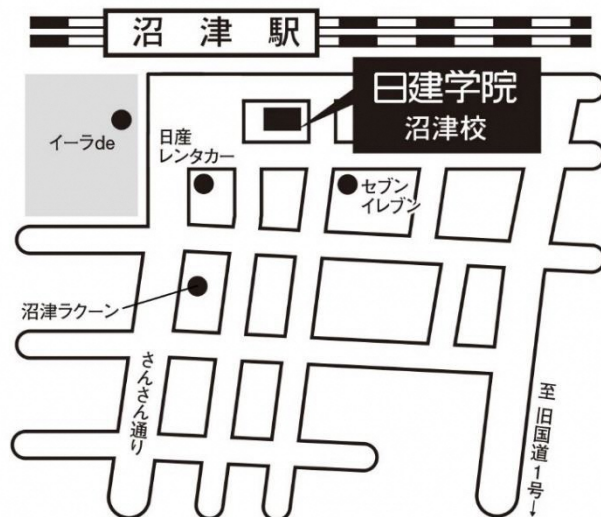 沼津駅
日建学院
沼津校
イーラde
日産
レンタカー
セブン
イレブン
沼津ラクーン
さんさん通り
至旧国道1号→